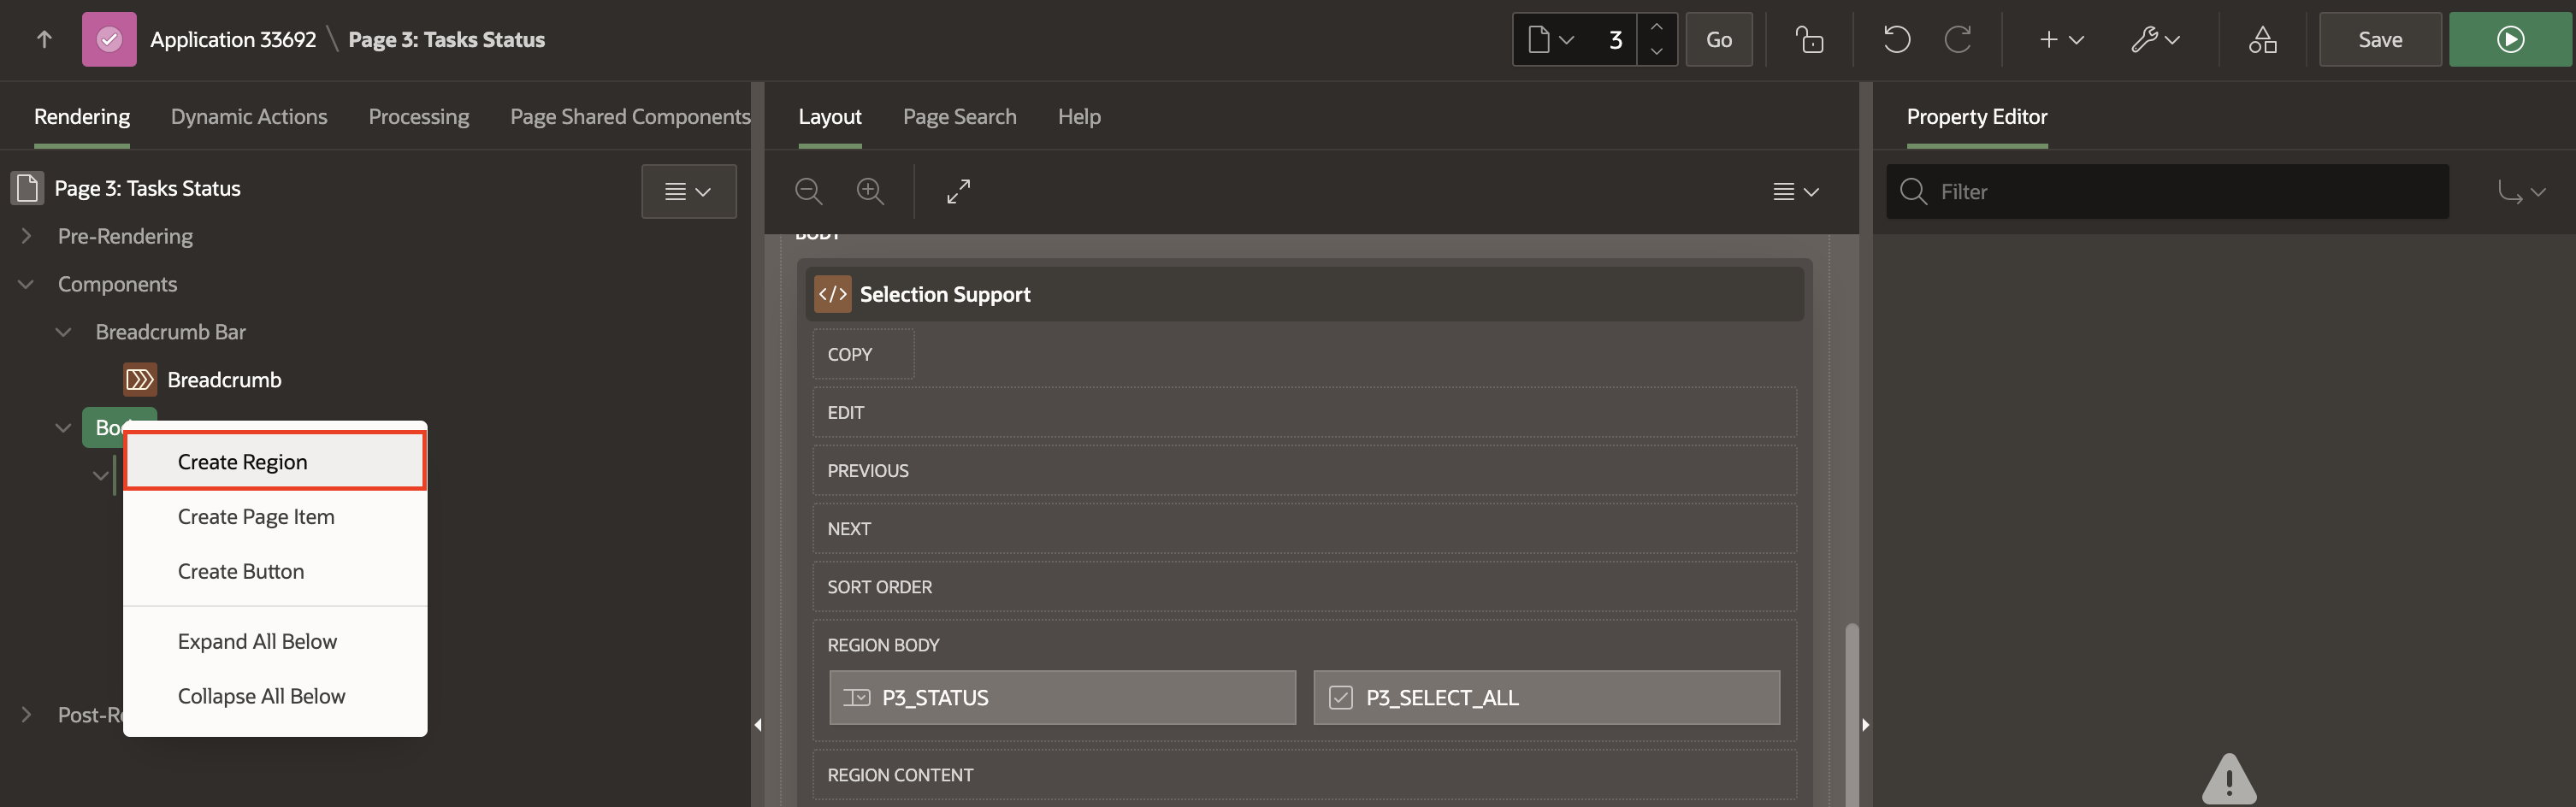 Application 33692 \ Page 3: Tasks Status
3
Go
Save
Rendering
Dynamic Actions
Processing
Page Shared Components
Layout
Page Search
Help
Property Editor
Page 3: Tasks Status
Filter
Pre-Rendering
Components
Breadcrumb Bar
Breadcrumb
Create Region
Create Page Item
Create Button
Expand All Below
Collapse All Below
BODY
Selection Support
COPY
EDIT
PREVIOUS
NEXT
SORT ORDER
REGION BODY
P3_STATUS
P3_SELECT_ALL
REGION CONTENT